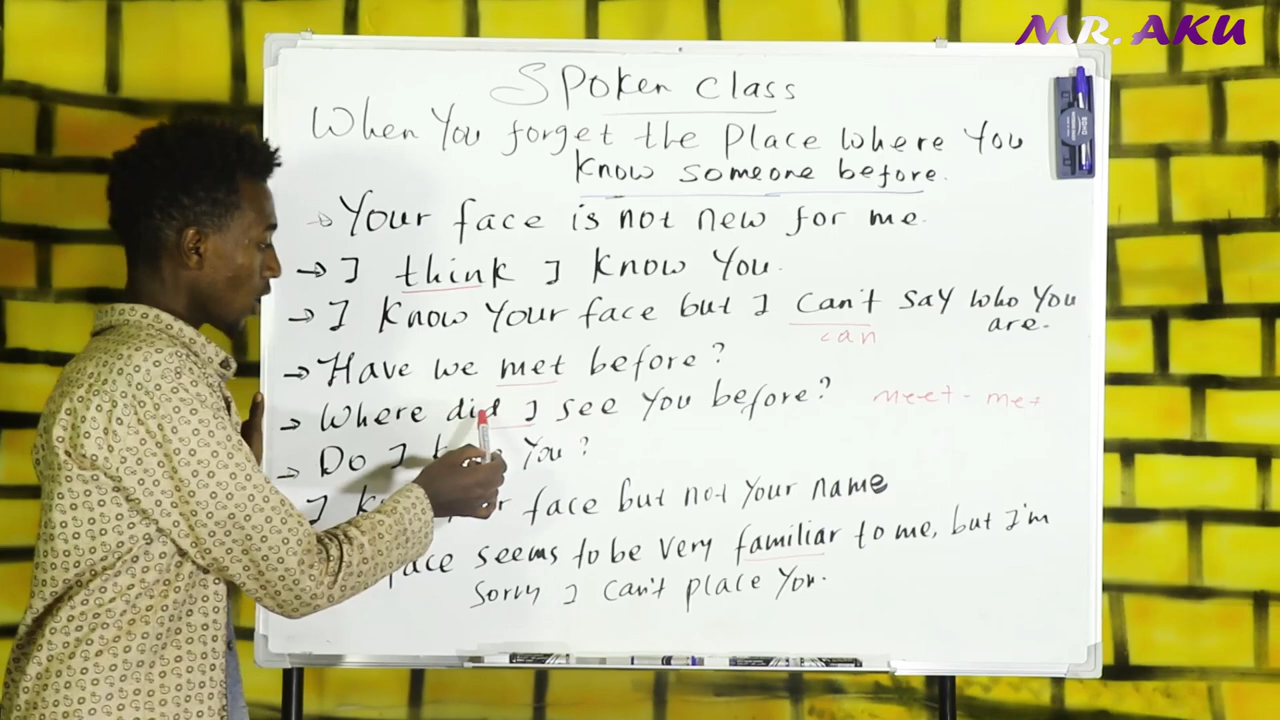 MR. AKU
Spoken class
When You forget the Place where You
know someone before.
Your face is not new for me.
→ I think I know You.
→ I know Your face but I can't say who you
are.
can
→ Have we met before?
→ Where did I see You before?
meet - met
→ Do I You?
I face but not Your name
face seems to be very familiar to me, but I'm
sorry I can't place You.